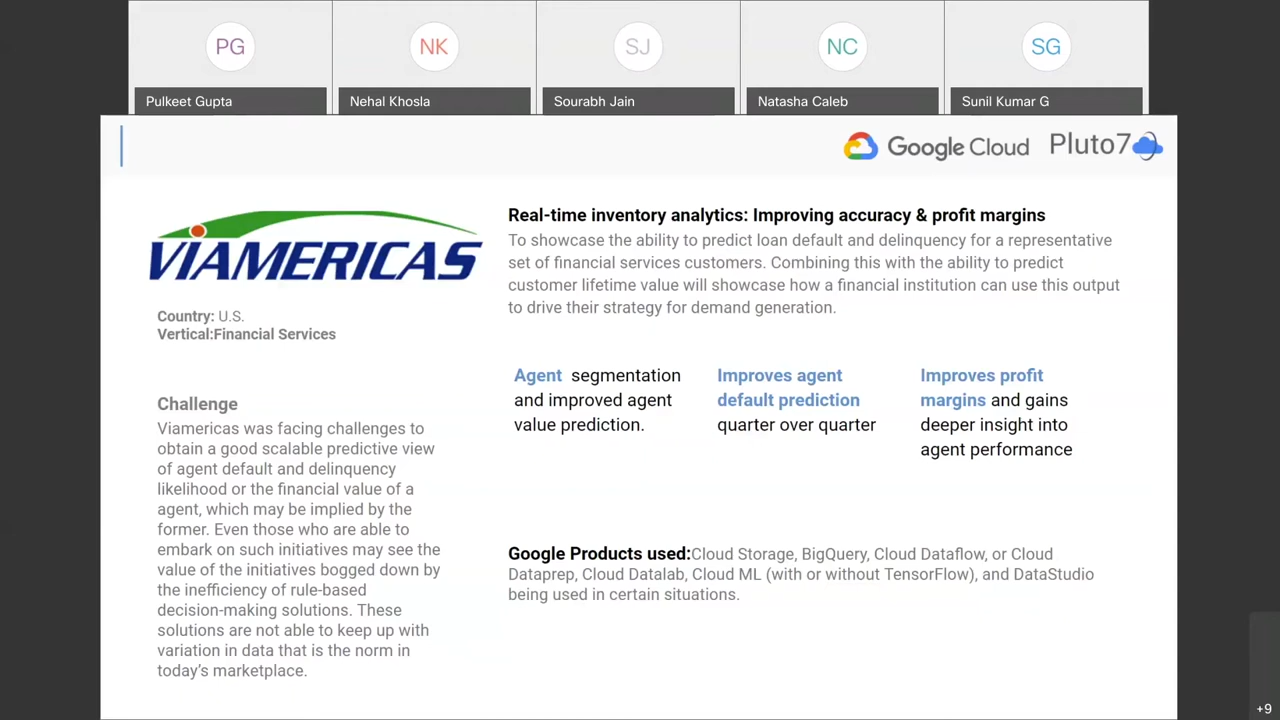 PG
NK
SJ
NC
SG
Pulkeet Gupta
Nehal Khosla
Sourabh Jain
Natasha Caleb
Sunil Kumar G
Google Cloud
Pluto7
VIAMERICAS
Country: U.S.
Vertical:Financial Services
Challenge
Viamericas was facing challenges to
obtain a good scalable predictive view
of agent default and delinquency
likelihood or the financial value of a
agent, which may be implied by the
former. Even those who are able to
embark on such initiatives may see the
value of the initiatives bogged down by
the inefficiency of rule-based
decision-making solutions. These
solutions are not able to keep up with
variation in data that is the norm in
today’s marketplace.
Real-time inventory analytics: Improving accuracy & profit margins
To showcase the ability to predict loan default and delinquency for a representative
set of financial services customers. Combining this with the ability to predict
customer lifetime value will showcase how a financial institution can use this output
to drive their strategy for demand generation.
Agent segmentation
and improved agent
value prediction.
Improves agent
default prediction
quarter over quarter
Improves profit
margins and gains
deeper insight into
agent performance
Google Products used:Cloud Storage, BigQuery, Cloud Dataflow, or Cloud
Dataprep, Cloud Datalab, Cloud ML (with or without TensorFlow), and DataStudio
being used in certain situations.
+9